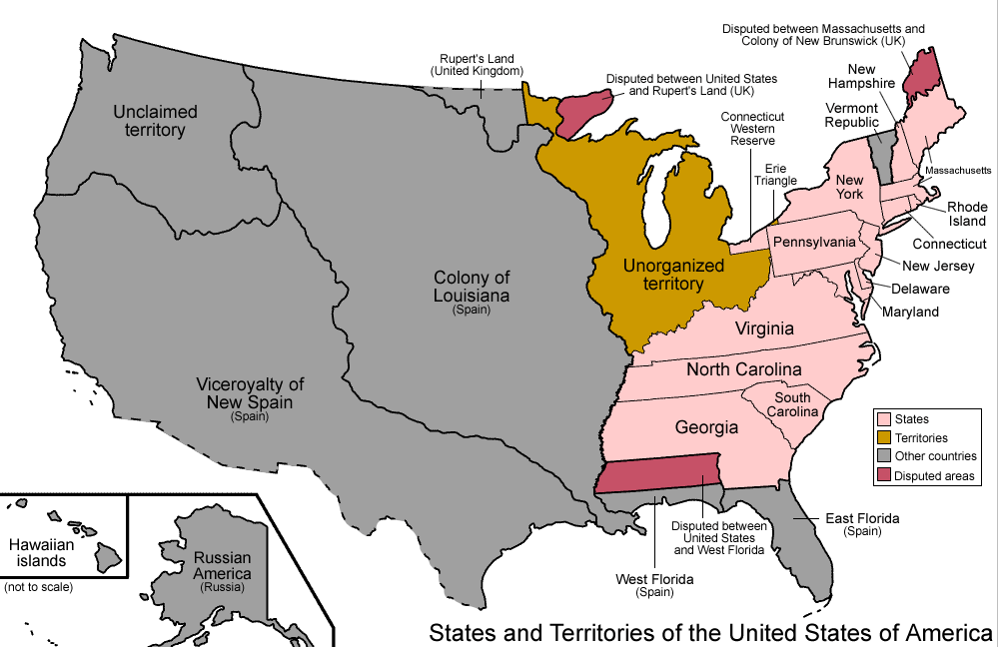 Disputed between Massachusetts and
Colony of New Brunswick (UK)
Rupert's Land
(United Kingdom)
Disputed between United States
and Rupert's Land (UK)
New
Hampshire
Unclaimed
territory
Vermont
Republic
Connecticut
Western
Reserve
Erie
Triangle
Massachusetts
New
York
Rhode
Island
Pennsylvania
Connecticut
New Jersey
Unorganized
territory
Colony of
Louisiana
(Spain)
Delaware
Maryland
Virginia
North Carolina
Viceroyalty of
New Spain
(Spain)
South
Carolina
Georgia
States
Territories
Other countries
Disputed areas
East Florida
(Spain)
Disputed between
United States
and West Florida
West Florida
(Spain)
Hawaiian
islands
(not to scale)
Russian
America
(Russia)
States and Territories of the United States of America